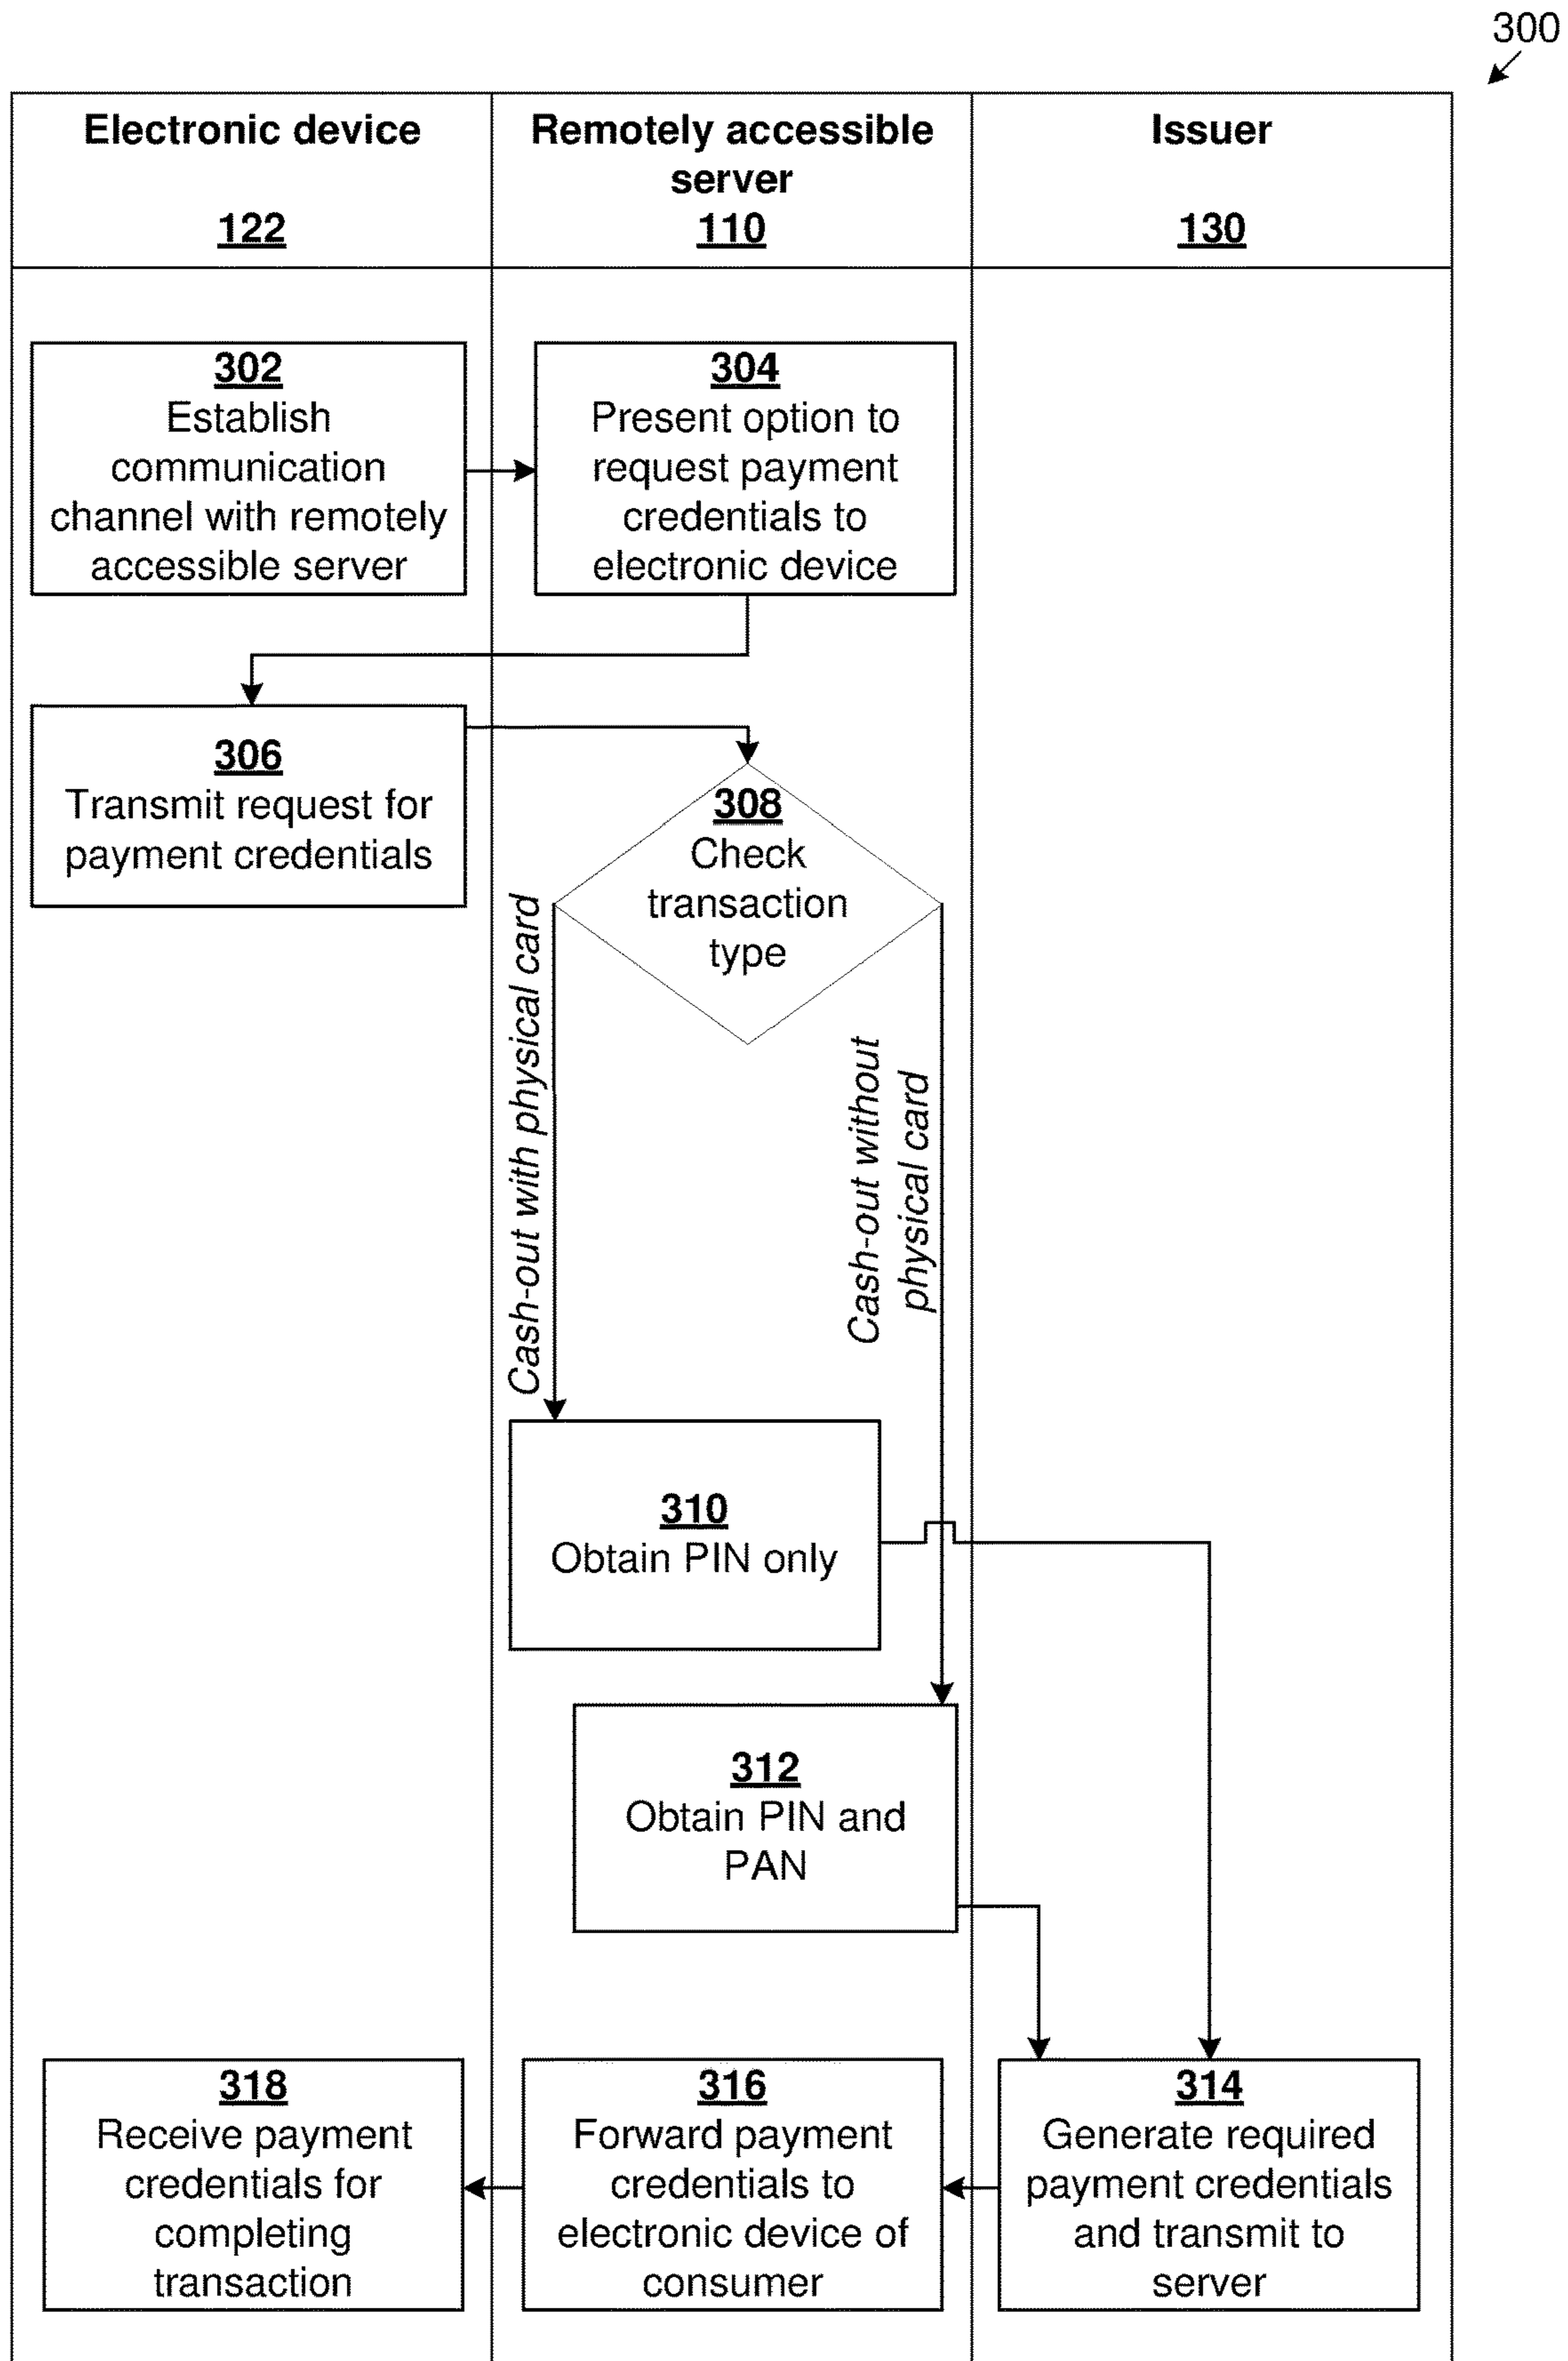 300
Electronic device
122
Remotely accessible
server
110
Issuer
130
302
Establish
communication
channel with remotely
accessible server
304
Present option to
request payment
credentials to
electronic device
306
Transmit request for
payment credentials
308
Check
transaction
type
Cash-out with physical card
Cash-out without
physical card
310
Obtain PIN only
312
Obtain PIN and
PAN
318
Receive payment
credentials for
completing
transaction
316
Forward payment
credentials to
electronic device of
consumer
314
Generate required
payment credentials
and transmit to
server